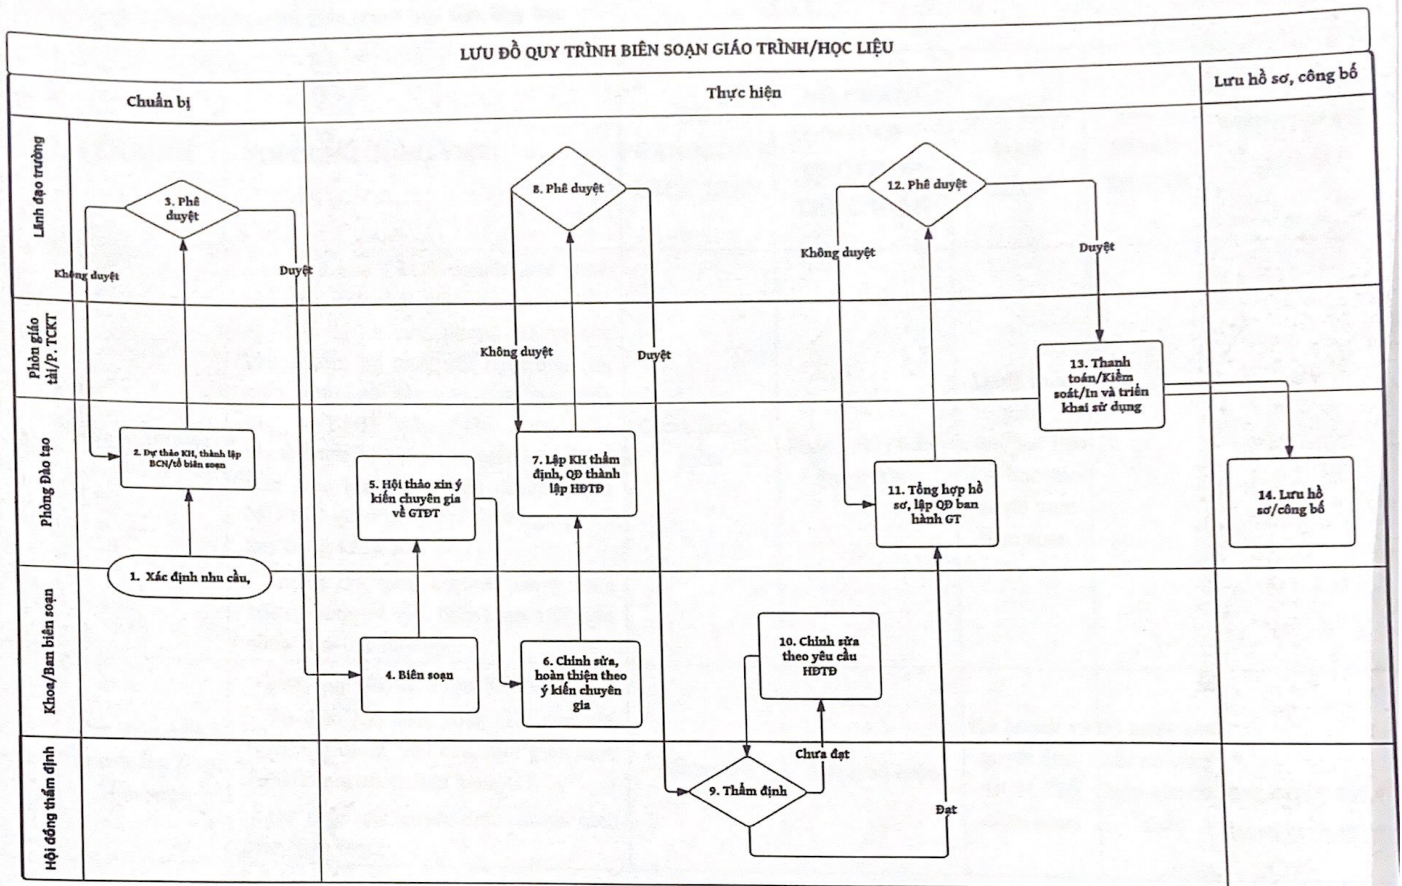 LƯU ĐỒ QUY TRÌNH BIÊN SOẠN GIÁO TRÌNH/HỌC LIỆU
Chuẩn bị
Thực hiện
Lưu hồ sơ, công bố
Lãnh đạo trường
3. Phê
duyệt
8. Phê duyệt
12. Phê duyệt
Không duyệt
Duyệt
Không duyệt
Duyệt
Không duyệt
Duyệt
Phòn giáo
tài/P. TCKT
13. Thanh
toán/Kiểm
soát/In và triển
khai sử dụng
Phòng Đào tạo
2. Dự thảo KH, thành lập
BCN/tổ biên soạn
5. Hội thảo xin ý
kiến chuyên gia
về GTĐT
7. Lập KH thẩm
định, QĐ thành
lập HĐTĐ
11. Tổng hợp hồ
sơ, lập QĐ ban
hành GT
14. Lưu hồ
sơ/công bố
1. Xác định nhu cầu,
Khoa/Ban biên soạn
4. Biên soạn
6. Chỉnh sửa,
hoàn thiện theo
ý kiến chuyên
gia
10. Chỉnh sửa
theo yêu cầu
HĐTĐ
Hội đồng thẩm định
9. Thẩm định
Chưa đạt
Đạt